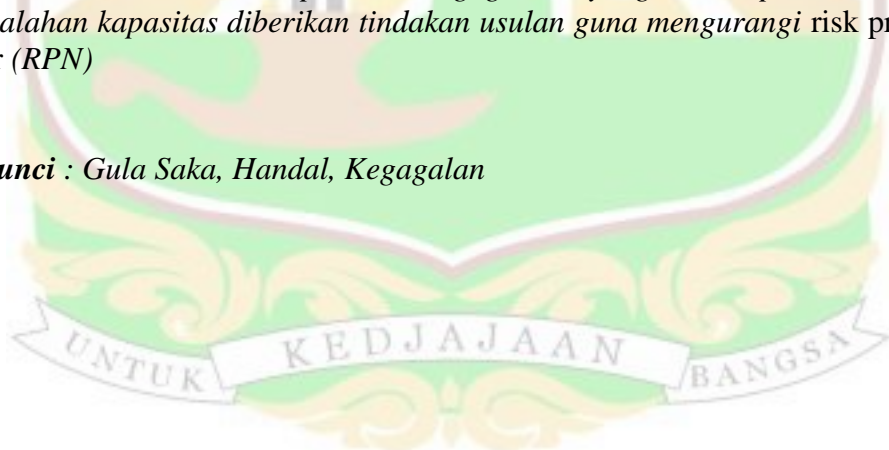 alahan kapasitas diberikan tindakan usulan guna mengurangi risk pr
(RPN)
unci : Gula Saka, Handal, Kegagalan
UNTUK KEDJAJAAN BANGSA